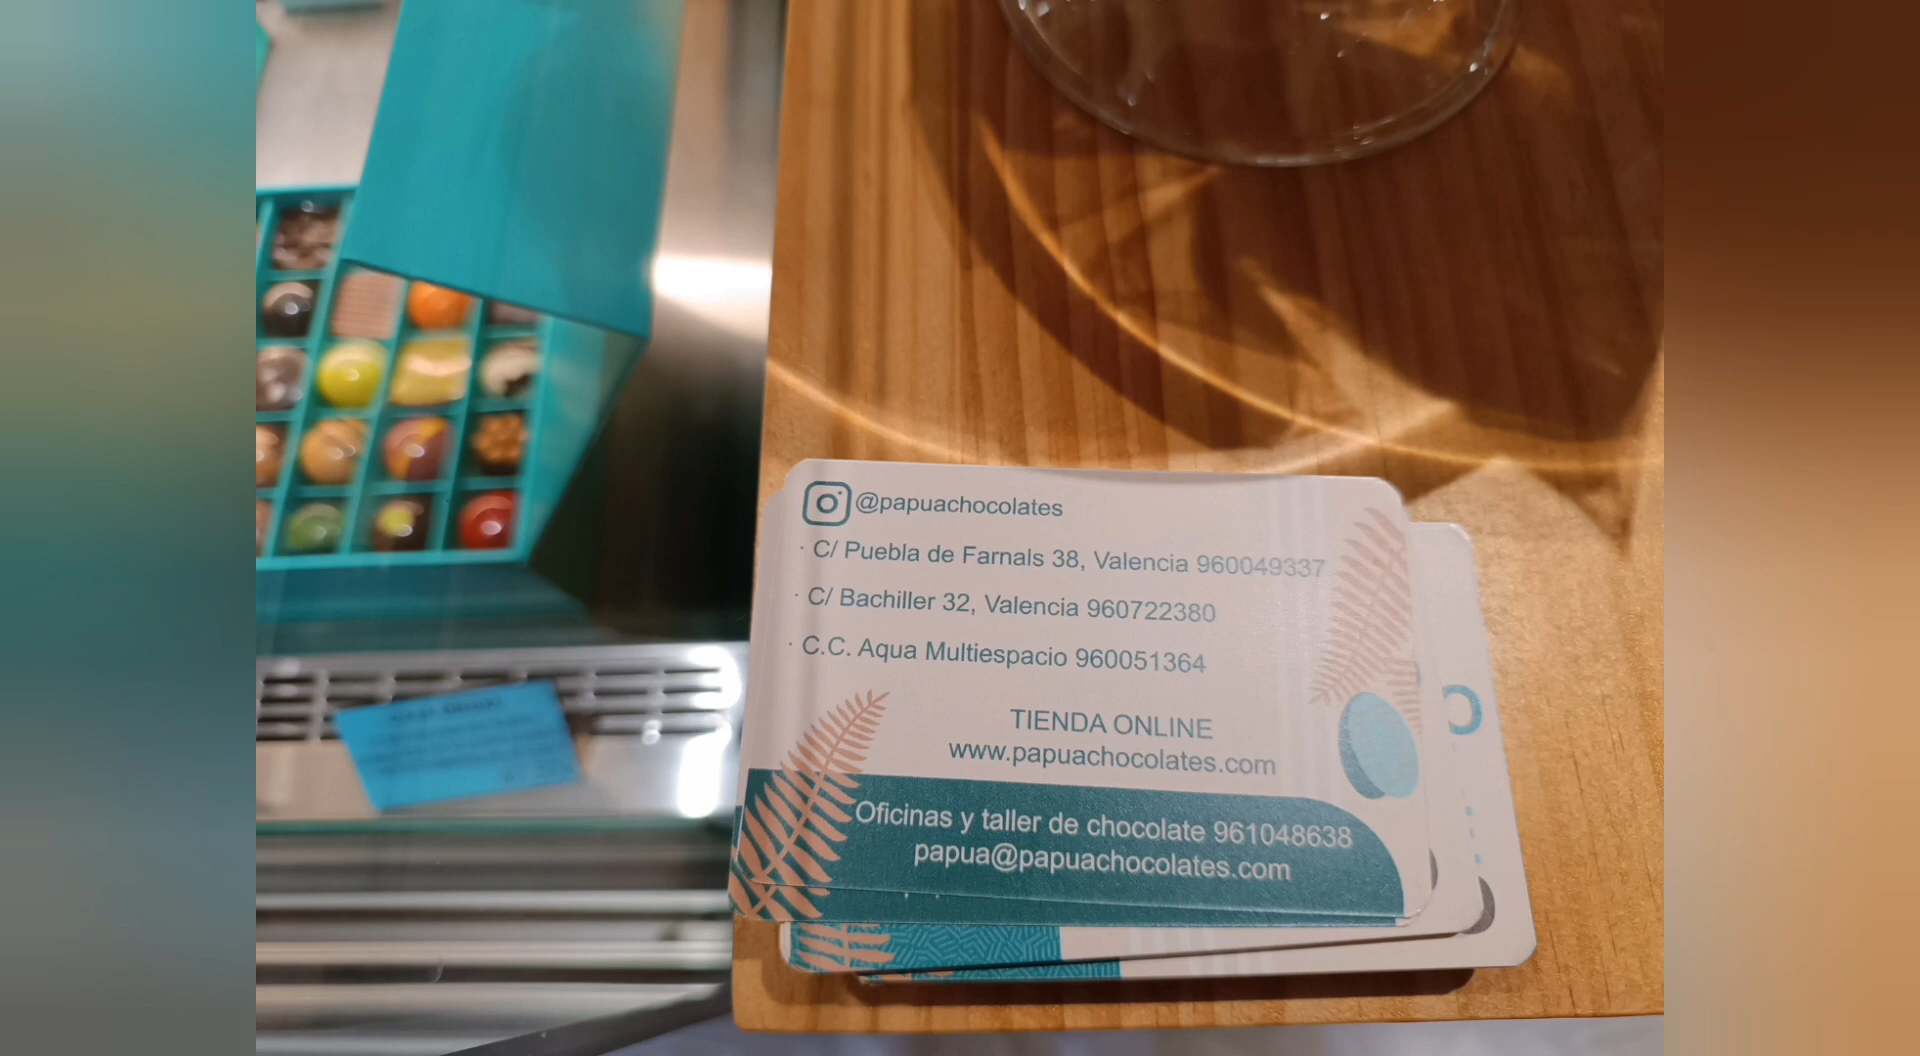 @papuachocolates
· C/ Puebla de Farnals 38, Valencia 960049337
· C/ Bachiller 32, Valencia 960722380
· C.C. Aqua Multiespacio 960051364
TIENDA ONLINE
www.papuachocolates.com
Oficinas y taller de chocolate 961048638
papua@papuachocolates.com